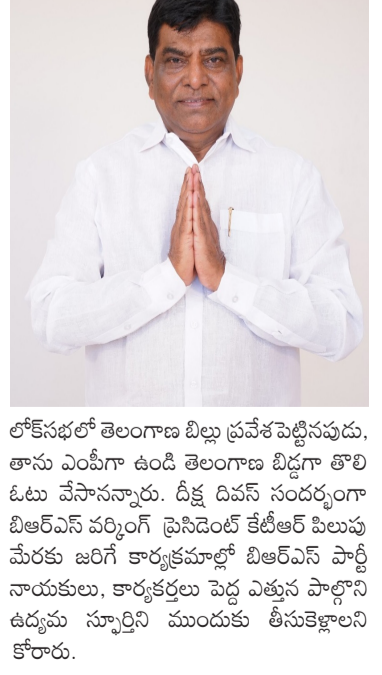 లోక్‌సభలో తెలంగాణ బిల్లు ప్రవేశపెట్టినపుడు,
తాను ఎంపీగా ఉండి తెలంగాణ బిడ్డగా తొలి
ఓటు వేసానన్నారు. దీక్ష దివస్ సందర్భంగా
బిఆర్ఎస్ వర్కింగ్ ప్రెసిడెంట్ కేటీఆర్ పిలుపు
మేరకు జరిగే కార్యక్రమాల్లో బిఆర్ఎస్ పార్టీ
నాయకులు, కార్యకర్తలు పెద్ద ఎత్తున పాల్గొని
ఉద్యమ స్ఫూర్తిని ముందుకు తీసుకెళ్లాలని
కోరారు.